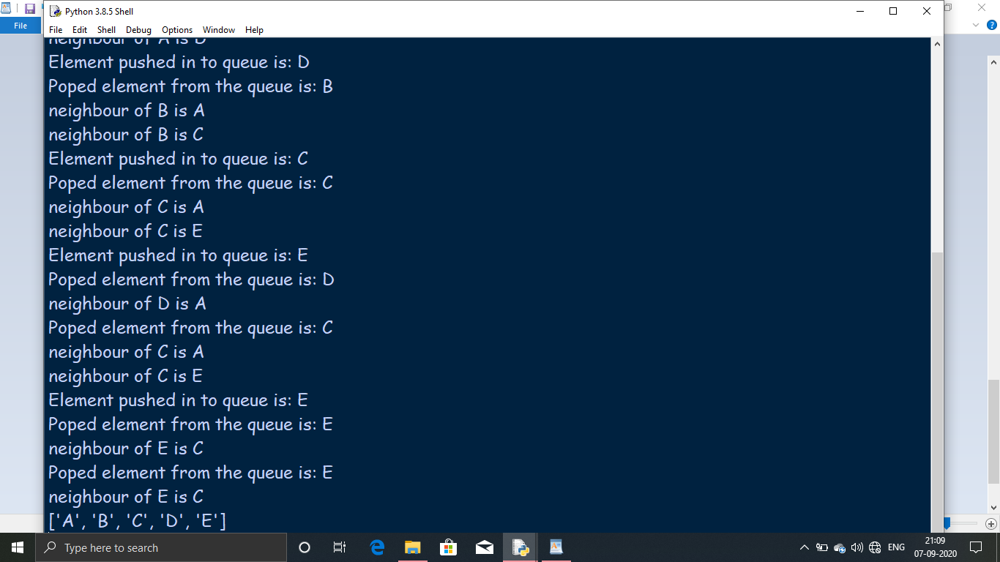 Python 3.8.5 Shell
File
File Edit Shell Debug Options Window Help
neighbour of A is D
Element pushed in to queue is: D
Poped element from the queue is: B
neighbour of B is A
neighbour of B is C
Element pushed in to queue is: C
Poped element from the queue is: C
neighbour of C is A
neighbour of C is E
Element pushed in to queue is: E
Poped element from the queue is: D
neighbour of D is A
Poped element from the queue is: C
neighbour of C is A
neighbour of C is E
Element pushed in to queue is: E
Poped element from the queue is: E
neighbour of E is C
Poped element from the queue is: E
neighbour of E is C
['A', 'B', 'C', 'D', 'E']
Type here to search
ENG
21:09
07-09-2020